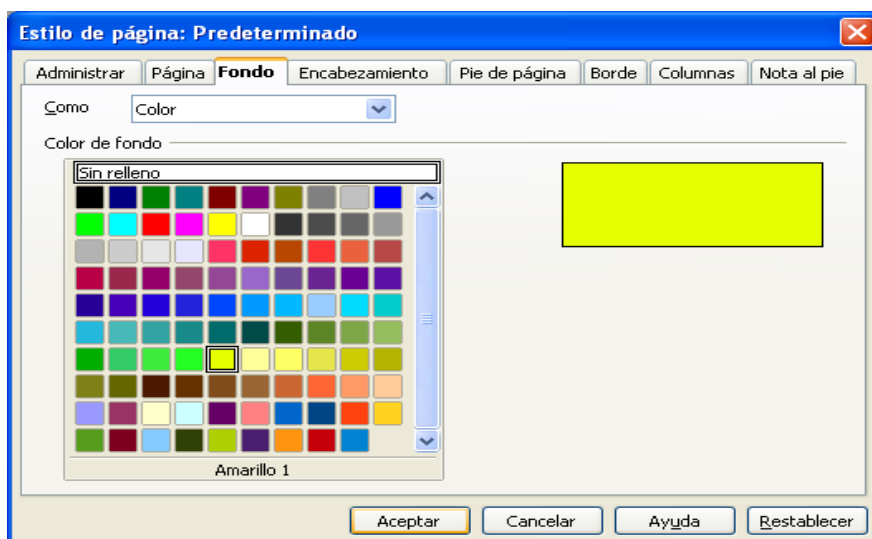 Estilo de página: Predeterminado
Administrar Página Fondo Encabezamiento Pie de página Borde Columnas Nota al pie
Como Color
Color de fondo
Sin relleno
Amarillo 1
Aceptar Cancelar Ayuda Restablecer